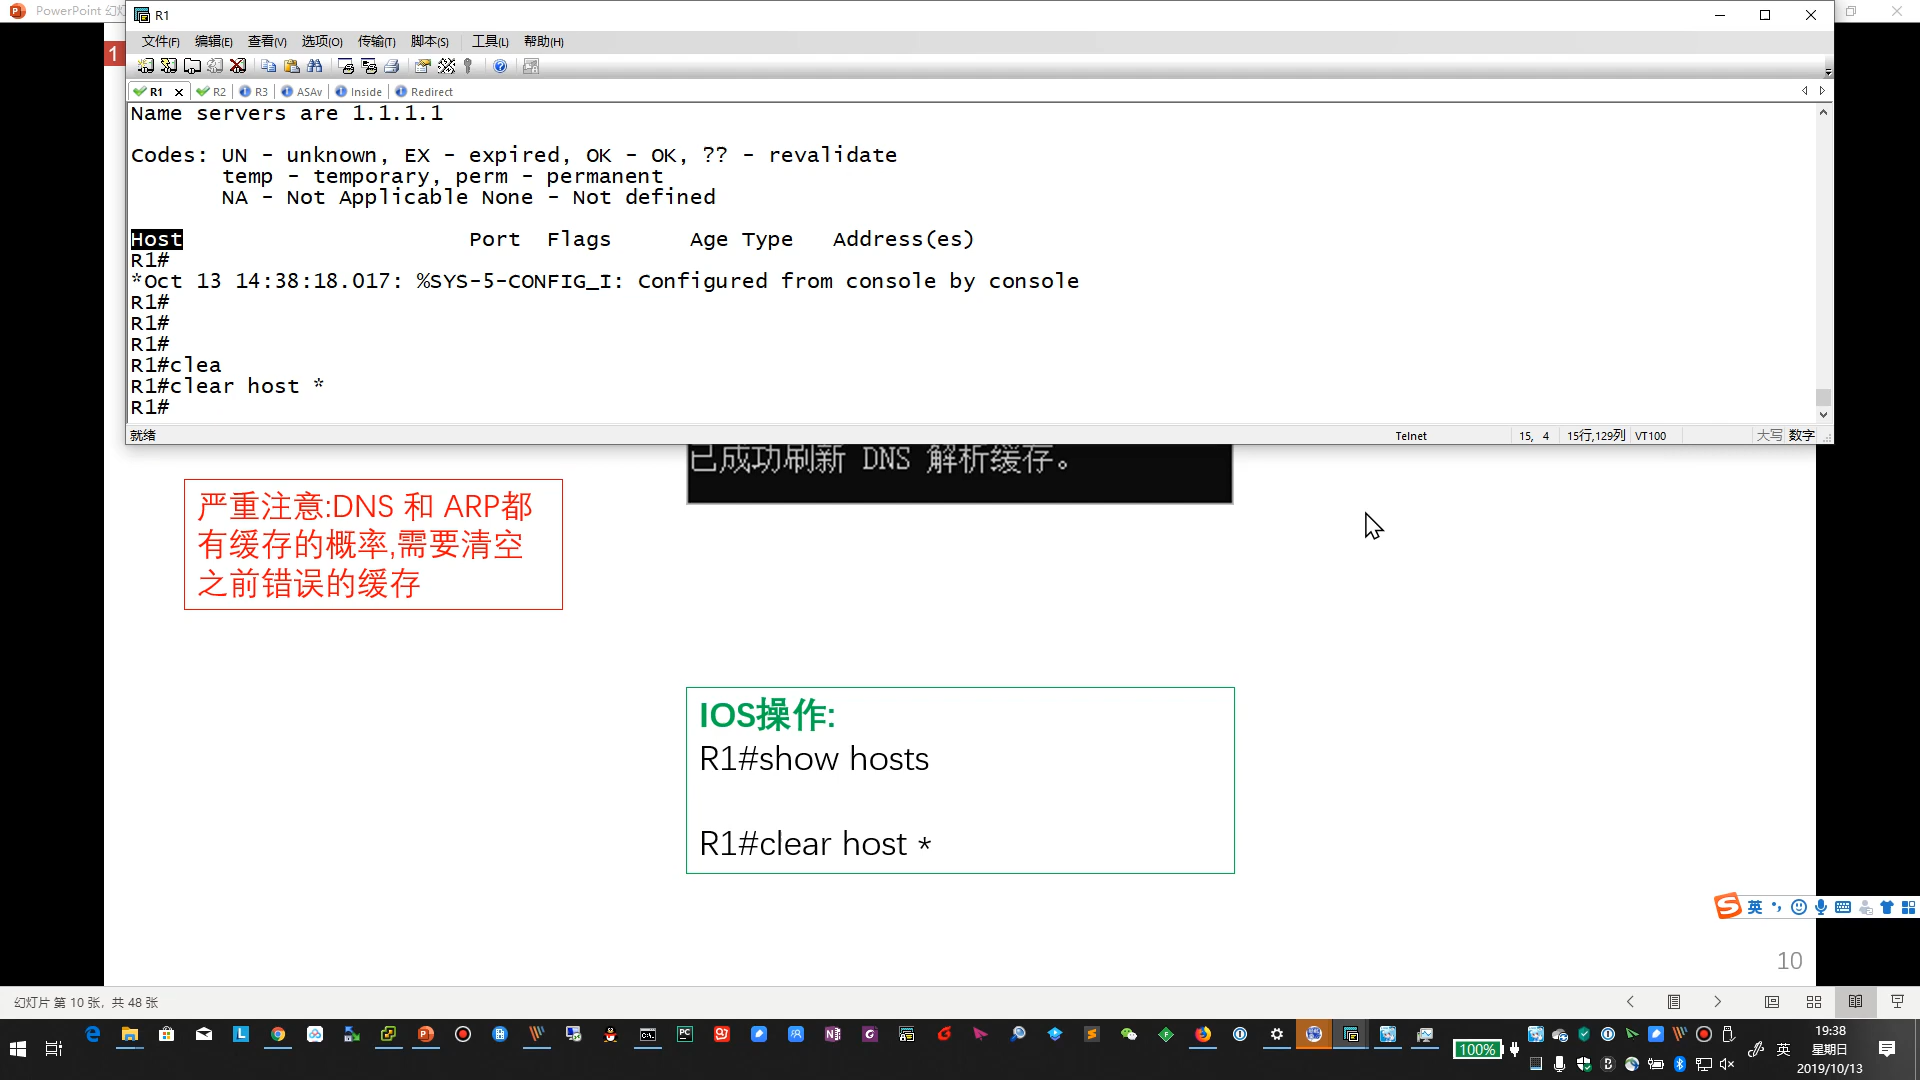 PowerPoint 幻灯
R1
文件(F) 编辑(E) 查看(V) 选项(O) 传输(T) 脚本(S) 工具(L) 帮助(H)
R1 R2 R3 ASAv Inside Redirect
1
Name servers are 1.1.1.1
Codes: UN - unknown, EX - expired, OK - OK, ?? - revalidate
temp - temporary, perm - permanent
NA - Not Applicable None - Not defined
Host Port Flags Age Type Address(es)
R1#
*Oct 13 14:38:18.017: %SYS-5-CONFIG_I: Configured from console by console
R1#
R1#
R1#
R1#clea
R1#clear host *
R1#
就绪 Telnet 15, 4 15行,129列 VT100 大写 数字
已成功刷新 DNS 解析缓存。
严重注意:DNS 和 ARP都
有缓存的概率,需要清空
之前错误的缓存
IOS操作:
R1#show hosts
R1#clear host *
英
10
幻灯片 第 10 张，共 48 张
100%
英
19:38
星期日
2019/10/13